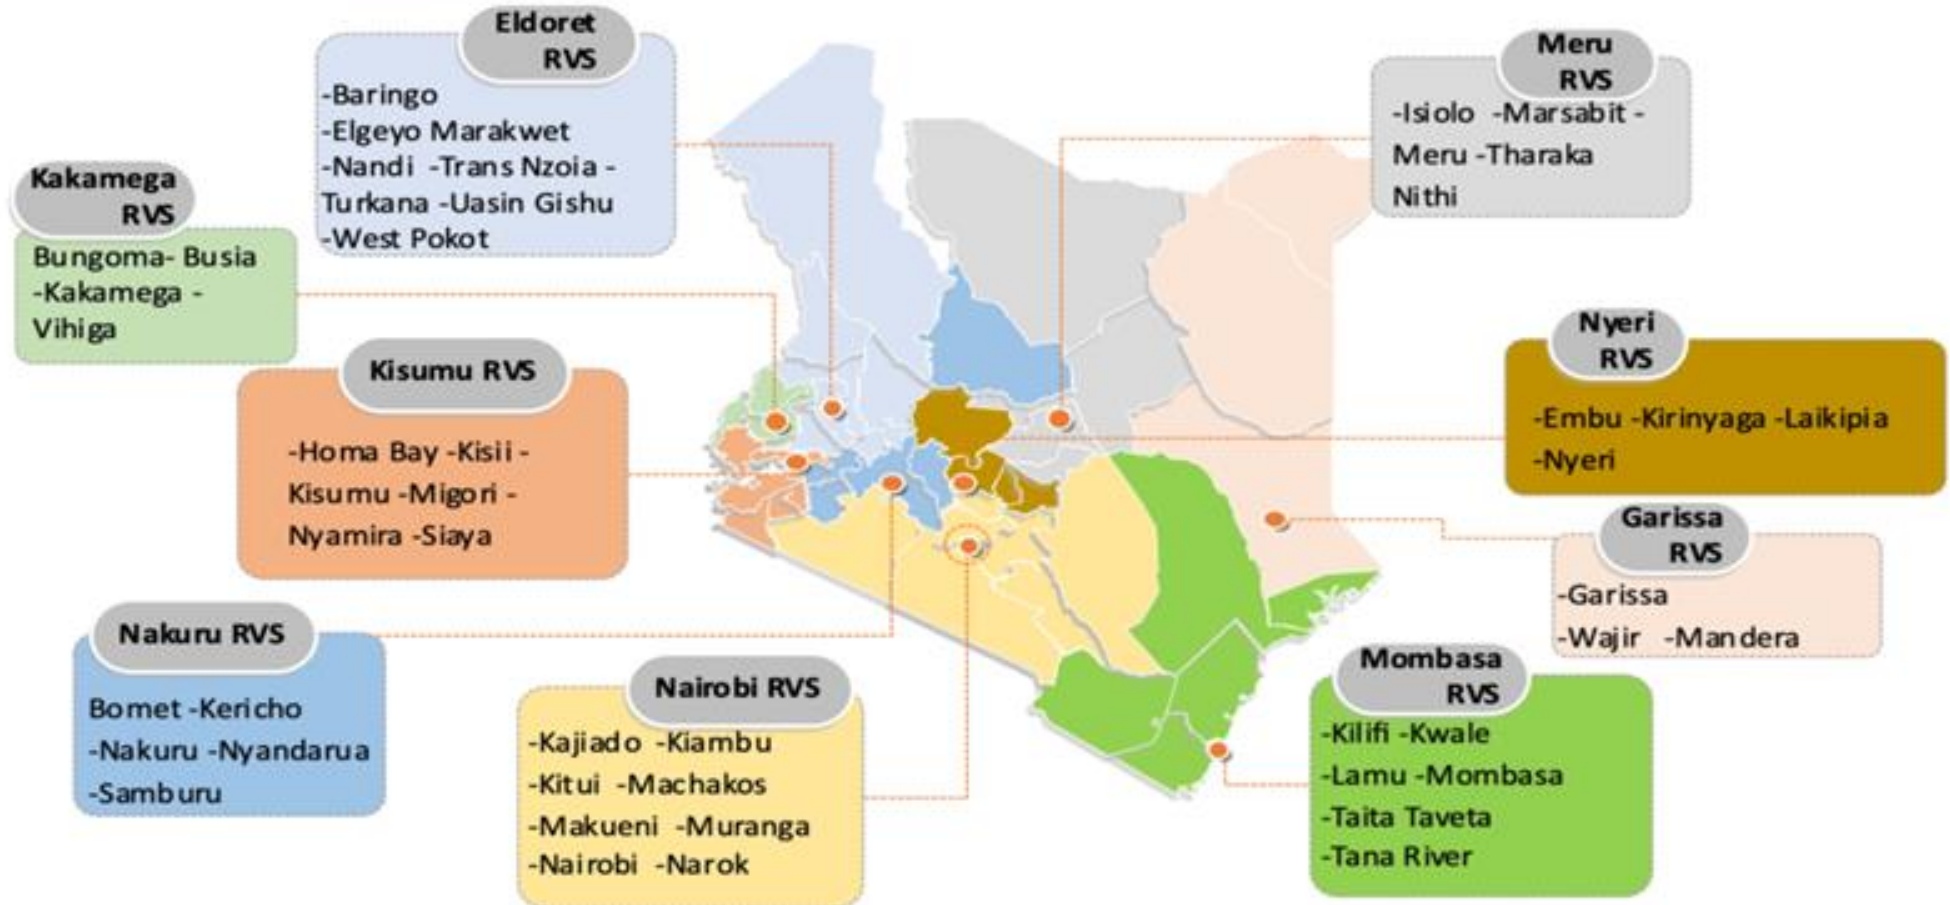 Eldoret
RVS
-Baringo
-Elgeyo Marakwet
-Nandi -Trans Nzoia -
Turkana -Uasin Gishu
-West Pokot
Meru
RVS
-Isiolo -Marsabit -
Meru -Tharaka
Nithi
Kakamega
RVS
Bungoma- Busia
-Kakamega -
Vihiga
Kisumu RVS
-Homa Bay -Kisii -
Kisumu -Migori -
Nyamira -Siaya
Nyeri
RVS
-Embu -Kirinyaga -Laikipia
-Nyeri
Garissa
RVS
-Garissa
-Wajir -Mandera
Nakuru RVS
Bomet -Kericho
-Nakuru -Nyandarua
-Samburu
Nairobi RVS
-Kajiado -Kiambu
-Kitui -Machakos
-Makueni -Muranga
-Nairobi -Narok
Mombasa
RVS
-Kilifi -Kwale
-Lamu -Mombasa
-Taita Taveta
-Tana River